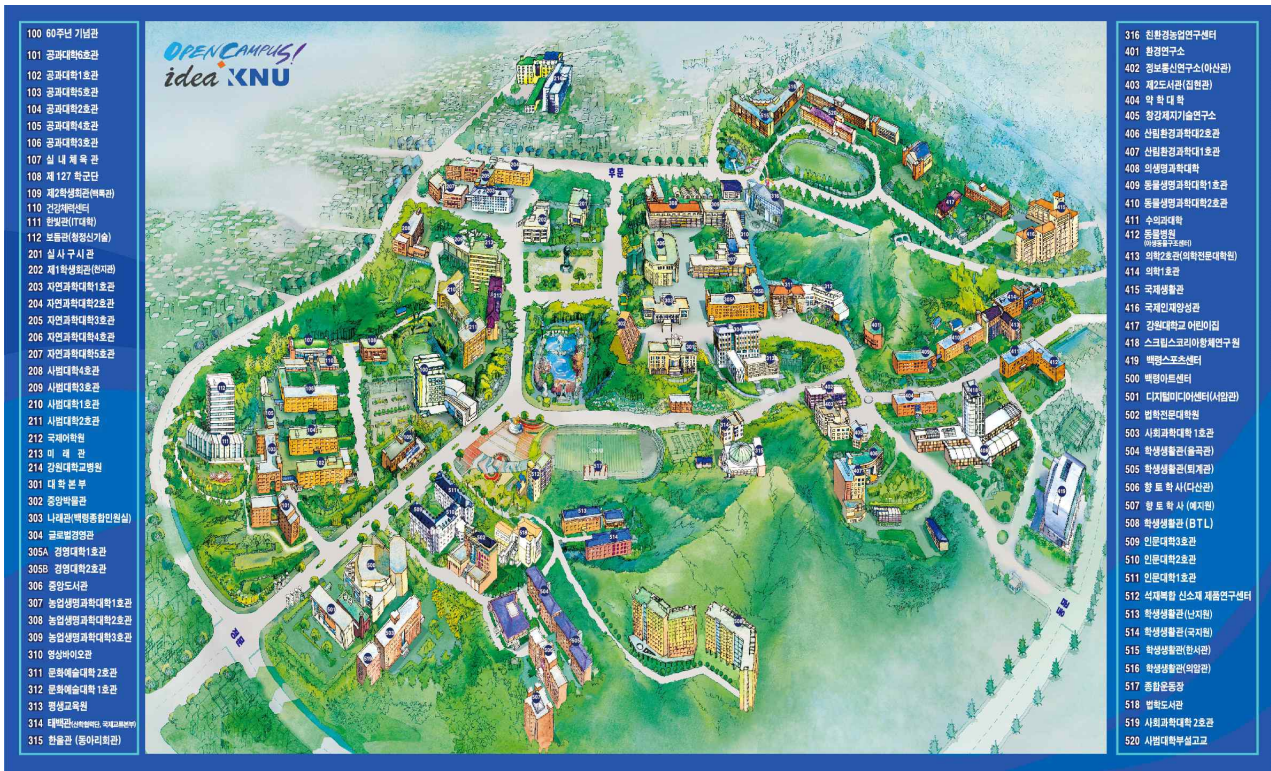 OPEN CAMPUS!
idea KNU
100 60주년 기념관
101 공과대학6호관
102 공과대학1호관
103 공과대학5호관
104 공과대학2호관
105 공과대학4호관
106 공과대학3호관
107 실 내 체 육 관
108 제 127 학군단
109 제2학생회관(백록관)
110 건강체력센터
111 한빛관(IT대학)
112 보듬관(청정신기술)
201 실 사 구 시 관
202 제1학생회관(천지관)
203 자연과학대학1호관
204 자연과학대학2호관
205 자연과학대학3호관
206 자연과학대학4호관
207 자연과학대학5호관
208 사범대학4호관
209 사범대학3호관
210 사범대학1호관
211 사범대학2호관
212 국제어학원
213 미 래 관
214 강원대학교병원
301 대 학 본 부
302 중앙박물관
303 나래관(백령종합민원실)
304 글로벌경영관
305A 경영대학1호관
305B 경영대학2호관
306 중앙도서관
307 농업생명과학대학1호관
308 농업생명과학대학2호관
309 농업생명과학대학3호관
310 영상바이오관
311 문화예술대학 2호관
312 문화예술대학 1호관
313 평생교육원
314 태백관(산학협력단, 국제교류본부)
315 한울관 (동아리회관)
후문
정문
316 친환경농업연구센터
401 환경연구소
402 정보통신연구소(아산관)
403 제2도서관(집현관)
404 약 학 대 학
405 창강제지기술연구소
406 산림환경과학대2호관
407 산림환경과학대1호관
408 의생명과학대학
409 동물생명과학대학1호관
410 동물생명과학대학2호관
411 수의과대학
412 동물병원
(야생동물구조센터)
413 의학2호관(의학전문대학원)
414 의학1호관
415 국제생활관
416 국제인재양성관
417 강원대학교 어린이집
418 스크립스코리아항체연구원
419 백령스포츠센터
500 백령아트센터
501 디지털미디어센터(서암관)
502 법학전문대학원
503 사회과학대학 1호관
504 학생생활관(율곡관)
505 학생생활관(퇴계관)
506 향 토 학 사(다산관)
507 향 토 학 사 (예지원)
508 학생생활관 (BTL)
509 인문대학3호관
510 인문대학2호관
511 인문대학1호관
512 석재복합 신소재 제품연구센터
513 학생생활관(난지원)
514 학생생활관(국지원)
515 학생생활관(한서관)
516 학생생활관(의암관)
517 종합운동장
518 법학도서관
519 사회과학대학 2호관
520 사범대학부설고교